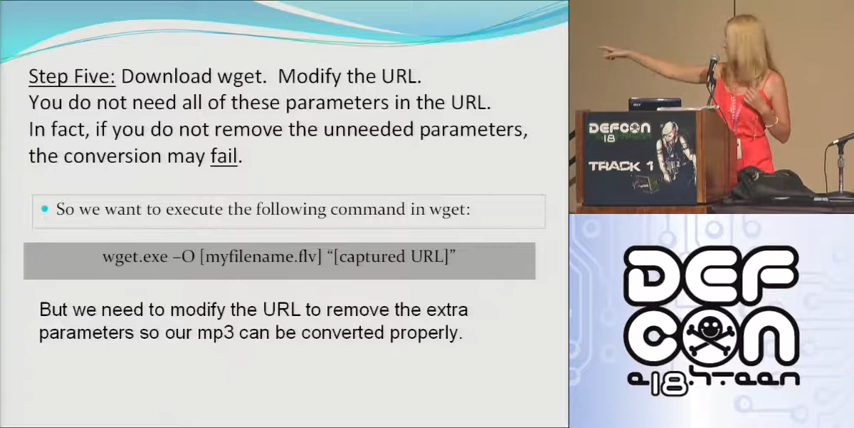 Step Five: Download wget. Modify the URL.
You do not need all of these parameters in the URL.
In fact, if you do not remove the unneeded parameters,
the conversion may fail.
• So we want to execute the following command in wget:
wget.exe –O [myfilename.flv] “[captured URL]”
But we need to modify the URL to remove the extra
parameters so our mp3 can be converted properly.
DEFCON
18
TRACK 1
DEF
CON
e18hteen